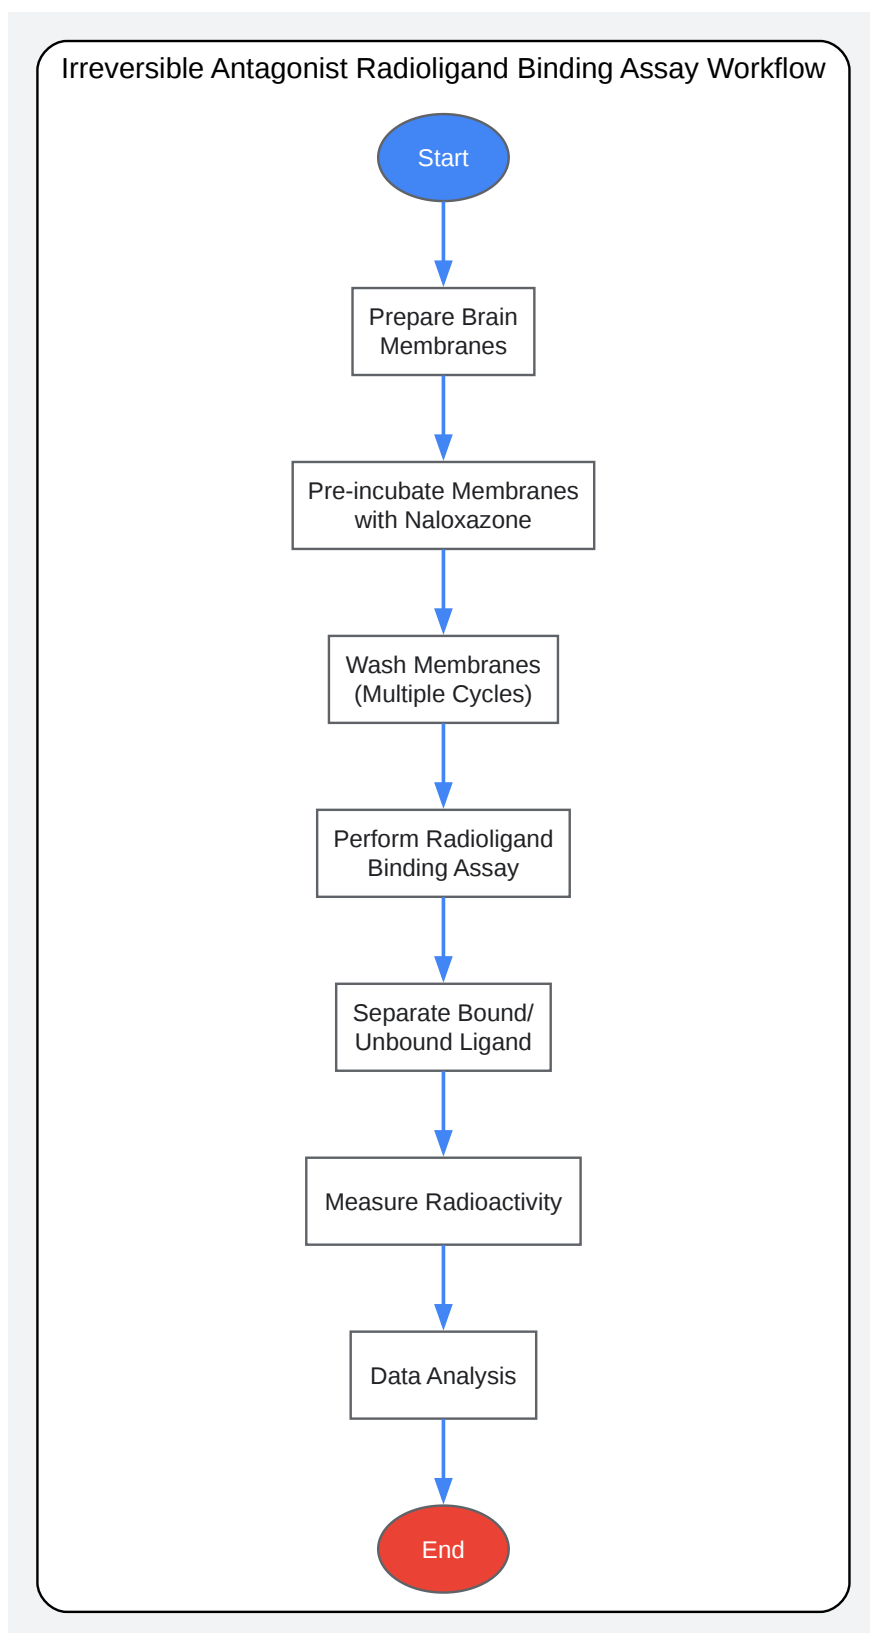 Irreversible Antagonist Radioligand Binding Assay Workflow
Start
Prepare Brain
Membranes
Pre-incubate Membranes
with Naloxazone
Wash Membranes
(Multiple Cycles)
Perform Radioligand
Binding Assay
Separate Bound/
Unbound Ligand
Measure Radioactivity
Data Analysis
End